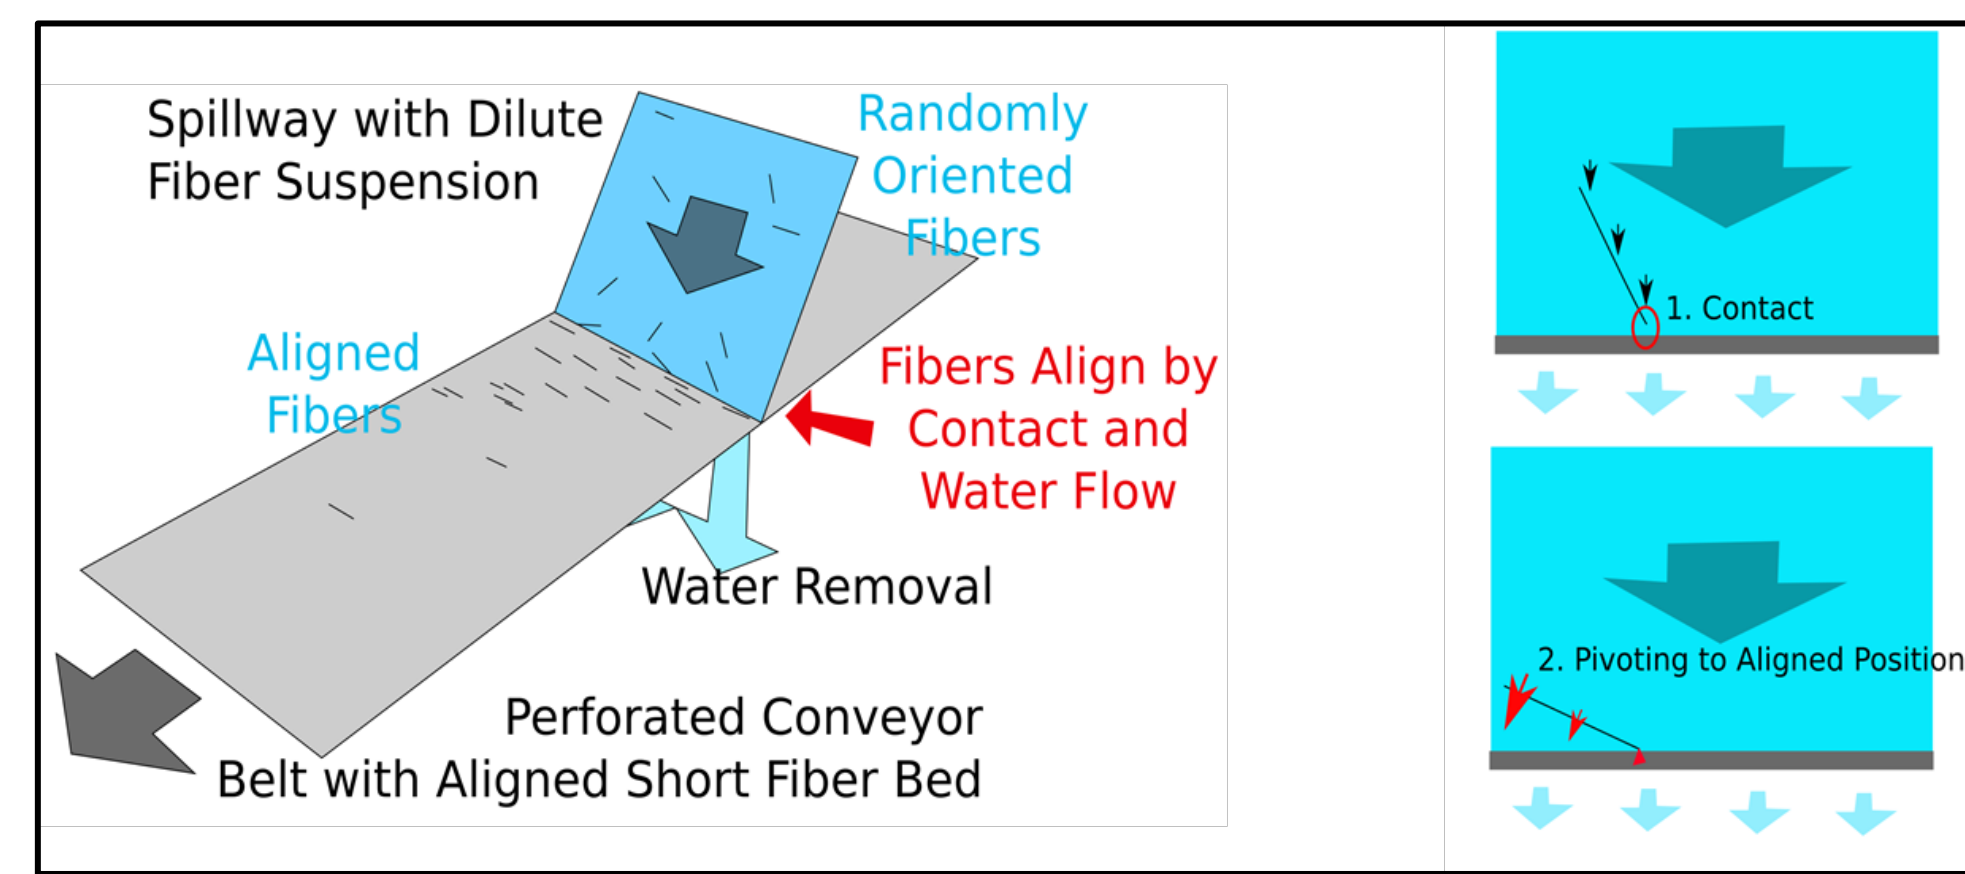 Spillway with Dilute
Fiber Suspension
Randomly
Oriented
Fibers
Aligned
Fibers
Fibers Align by
Contact and
Water Flow
Water Removal
Perforated Conveyor
Belt with Aligned Short Fiber Bed
1. Contact
2. Pivoting to Aligned Position